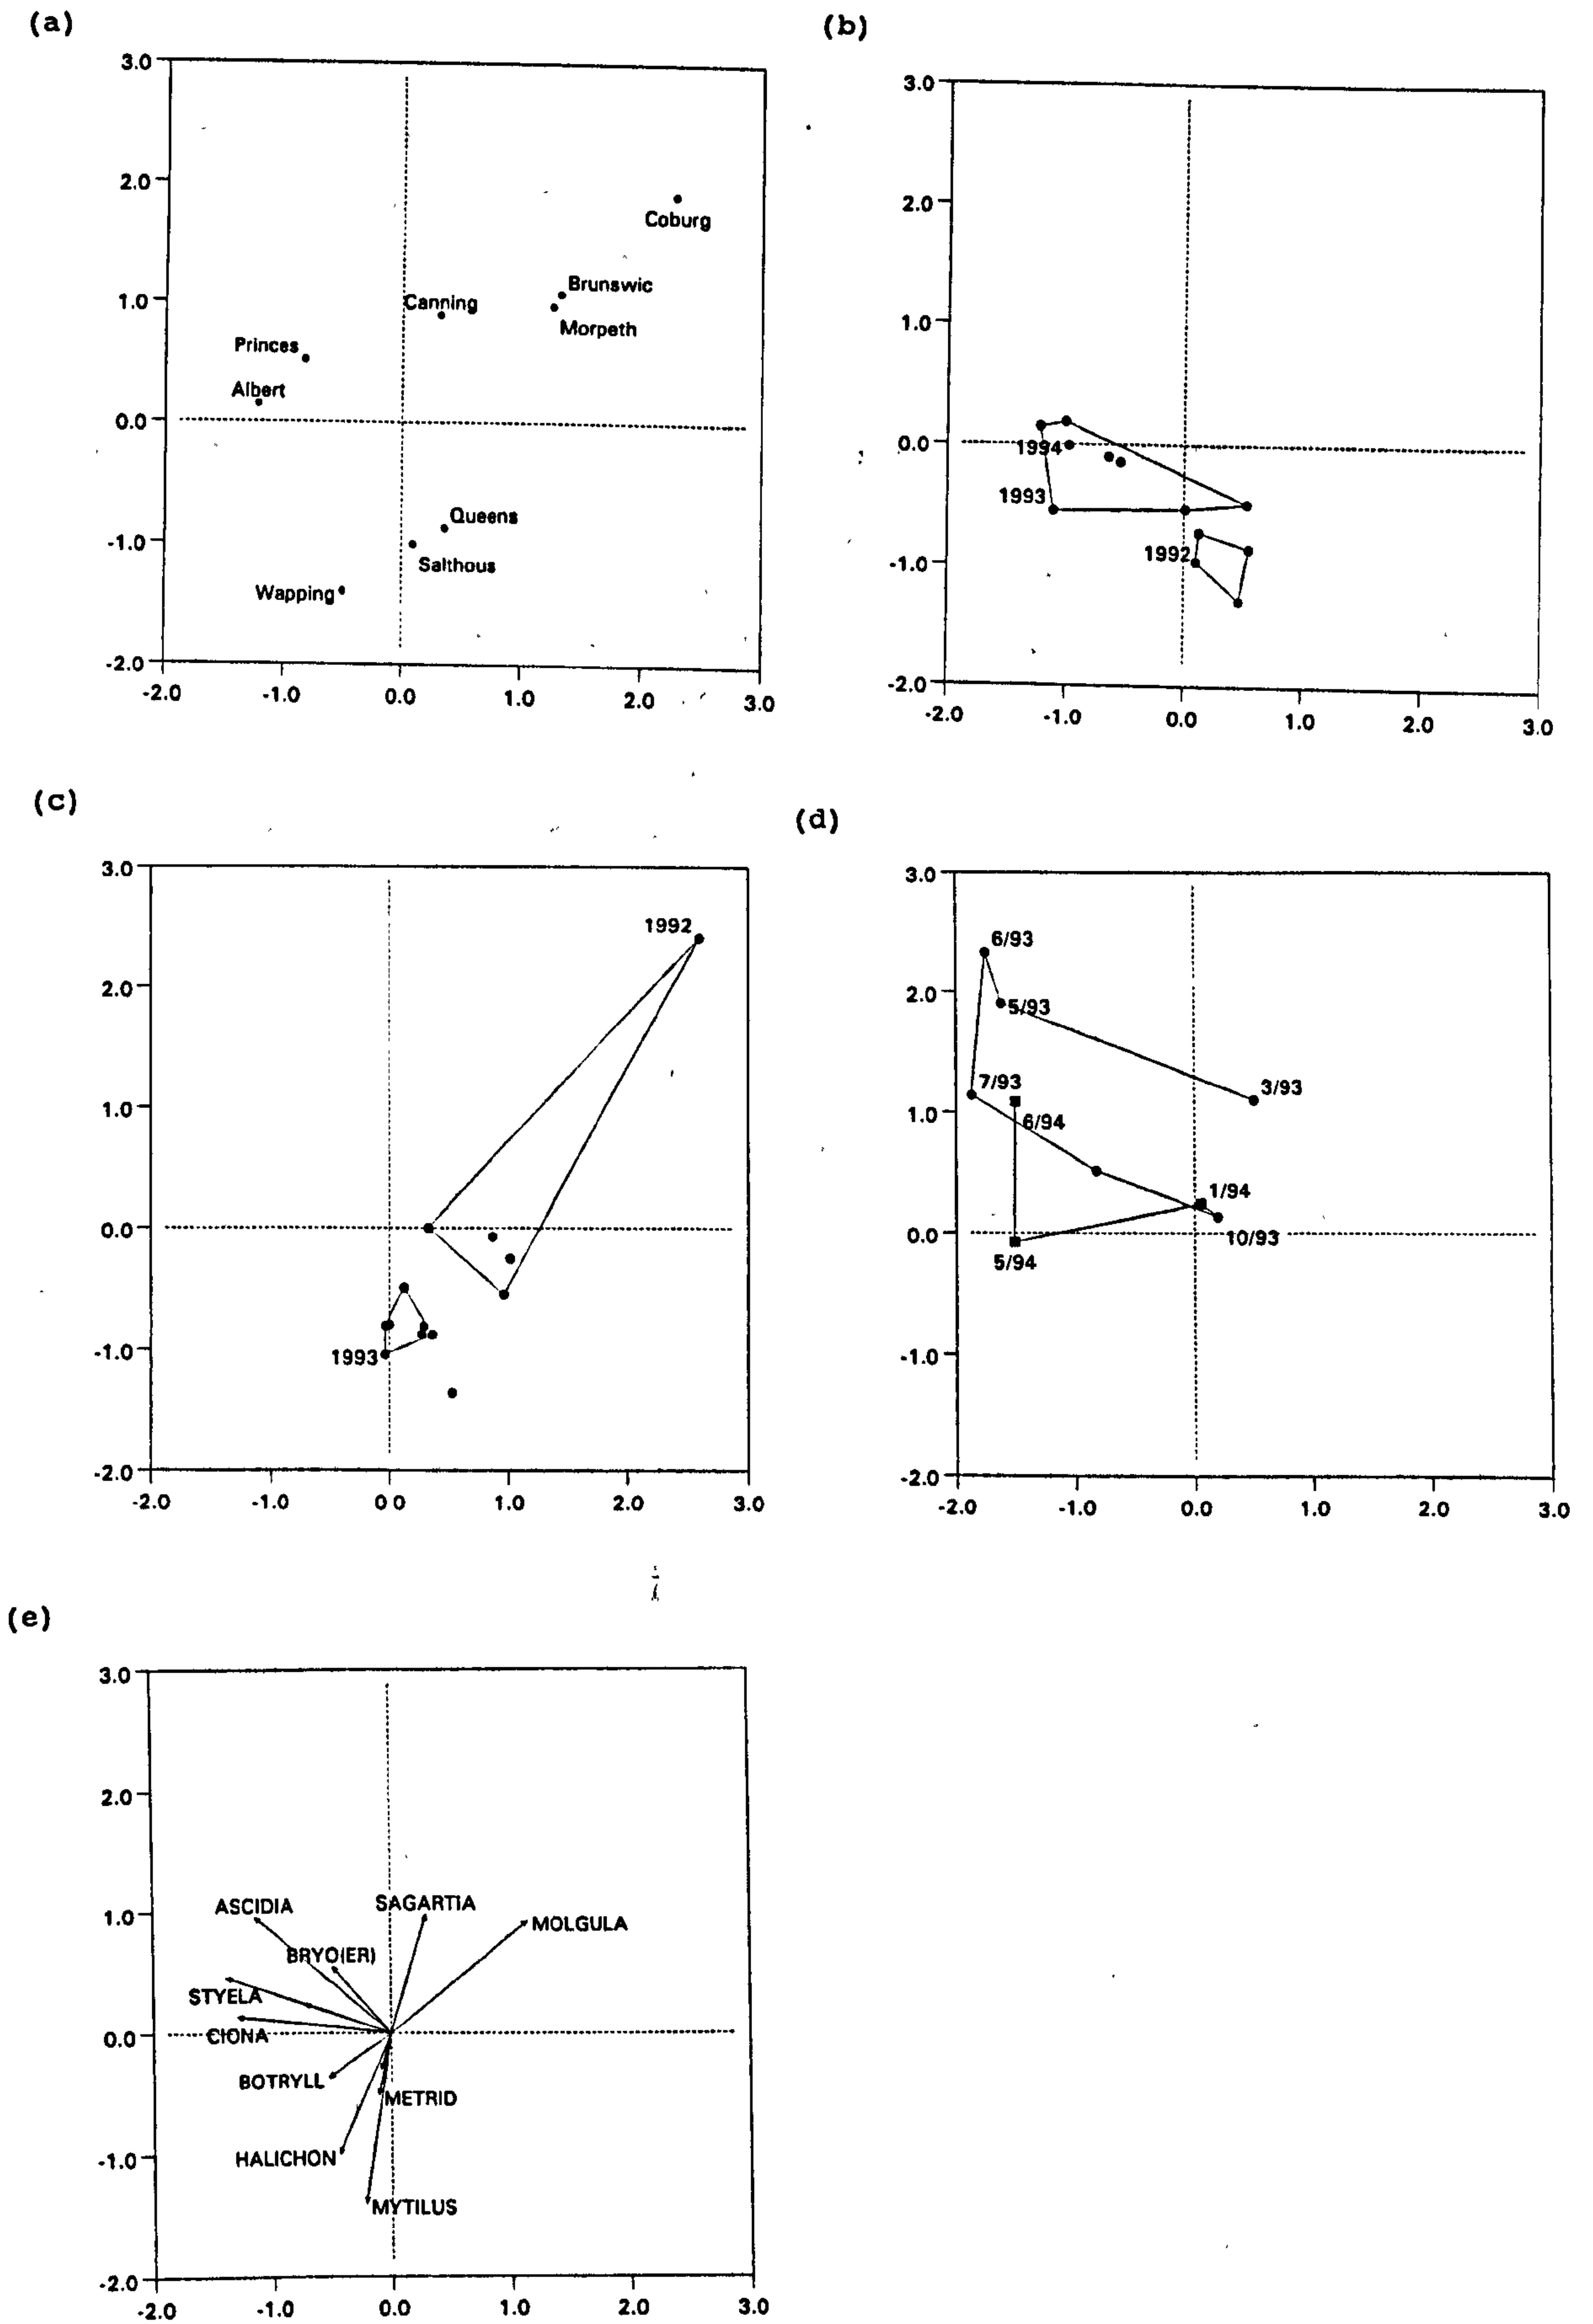 (a)
3.0
2.0
Coburg
Brunswic
1.0
Canning
Morpeth
Princes
Albert
0.0
Queens
-1.0
Salthous
Wapping
-2.0
-2.0 -1.0 0.0 1.0 2.0 3.0
(b)
3.0
2.0
1.0
0.0
1994
1993
1992
-1.0
-2.0
-2.0 -1.0 0.0 1.0 2.0 3.0
(c)
3.0
1992
2.0
1.0
0.0
-1.0
1993
-2.0
-2.0 -1.0 0 0 1.0 2.0 3.0
(d)
3.0
6/93
2.0
5/93
7/93
3/93
1.0
6/94
1/94
0.0
10/93
5/94
-1.0
-2.0
-2.0 -1.0 0.0 1.0 2.0 3.0
(e)
3.0
2.0
ASCIDIA
SAGARTIA
1.0
MOLGULA
BRYO(ER)
STYELA
0.0
CIONA
BOTRYLL
METRID
-1.0
HALICHON
MYTILUS
-2.0
-2.0 -1.0 0.0 1.0 2.0 3.0